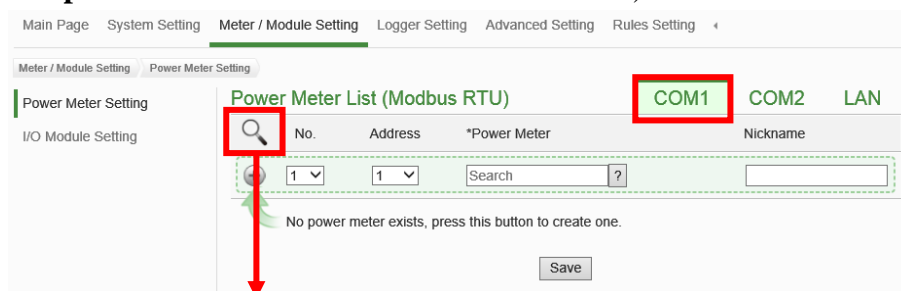 Main Page System Setting Meter / Module Setting Logger Setting Advanced Setting Rules Setting
Meter / Module Setting Power Meter Setting
Power Meter Setting
I/O Module Setting
Power Meter List (Modbus RTU) COM1 COM2 LAN
No. Address *Power Meter Nickname
1 1 Search ?
No power meter exists, press this button to create one.
Save